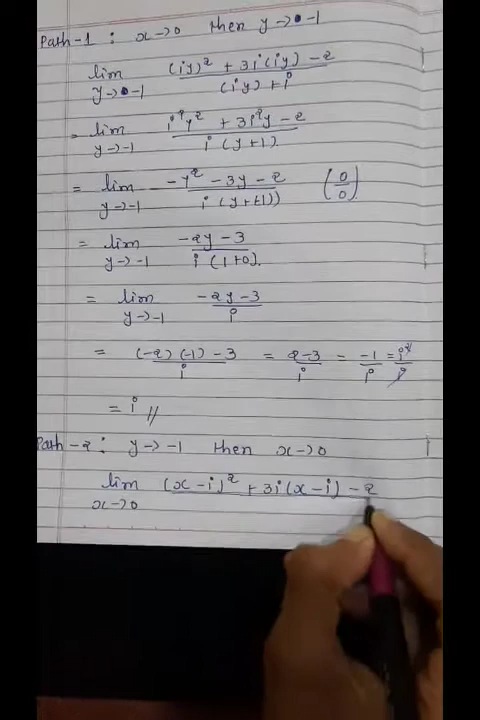 Path-1 : x→0 then y→-1
lim y→-1 (iy)² + 3i(iy) - 2 / (iy) + i
= lim y→-1 i²y² + 3i²y - 2 / i(y+1)
= lim y→-1 -y² - 3y - 2 / i(y+1)) (0/0)
= lim y→-1 -2y - 3 / i(1+0)
= lim y→-1 -2y-3 / i
= (-2)(-1) - 3 / i = 2-3 / i = -1 / i = i² / i
= i //
Path-2 : y→-1 then x→0
lim x→0 (x-i)² + 3i(x-i) - 2